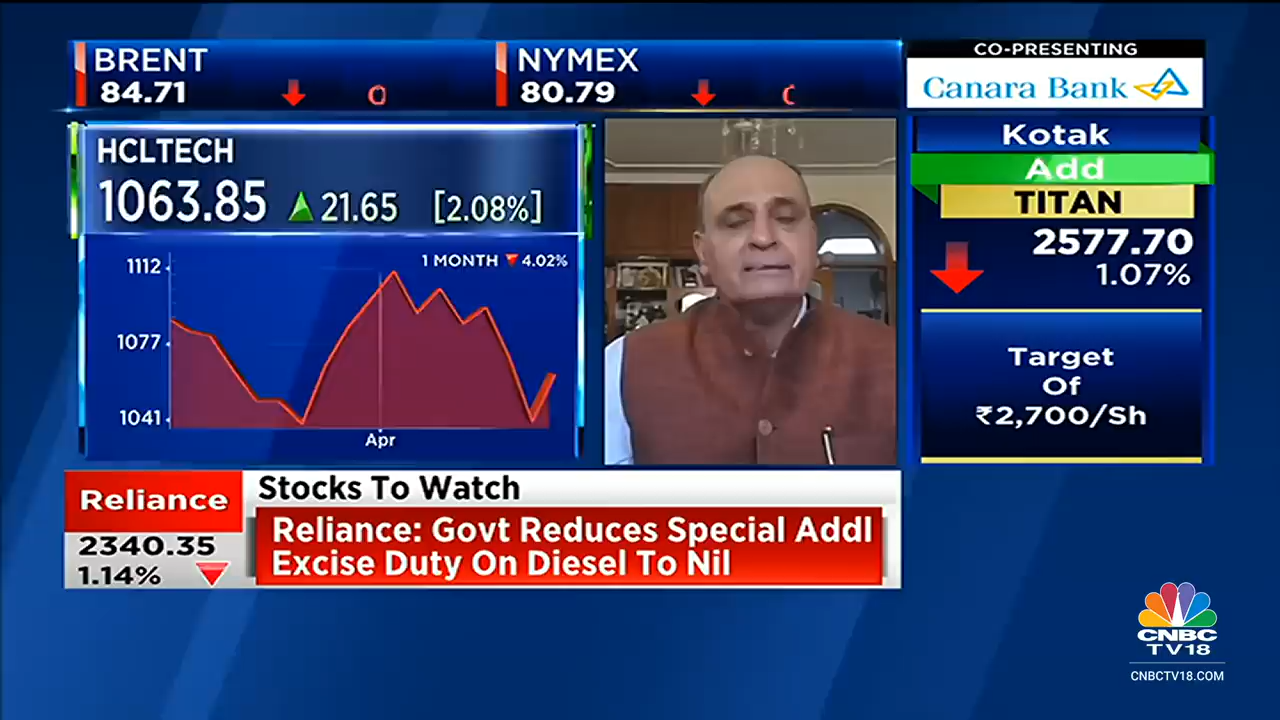 BRENT
84.71
NYMEX
80.79
CO-PRESENTING
Canara Bank
HCLTECH
1063.85 21.65 [2.08%]
1 MONTH 4.02%
1112
1077
1041
Apr
Kotak
Add
TITAN
2577.70
1.07%
Target
Of
₹2,700/Sh
Reliance
2340.35
1.14%
Stocks To Watch
Reliance: Govt Reduces Special Addl
Excise Duty On Diesel To Nil
CNBC
TV18
CNBCTV18.COM